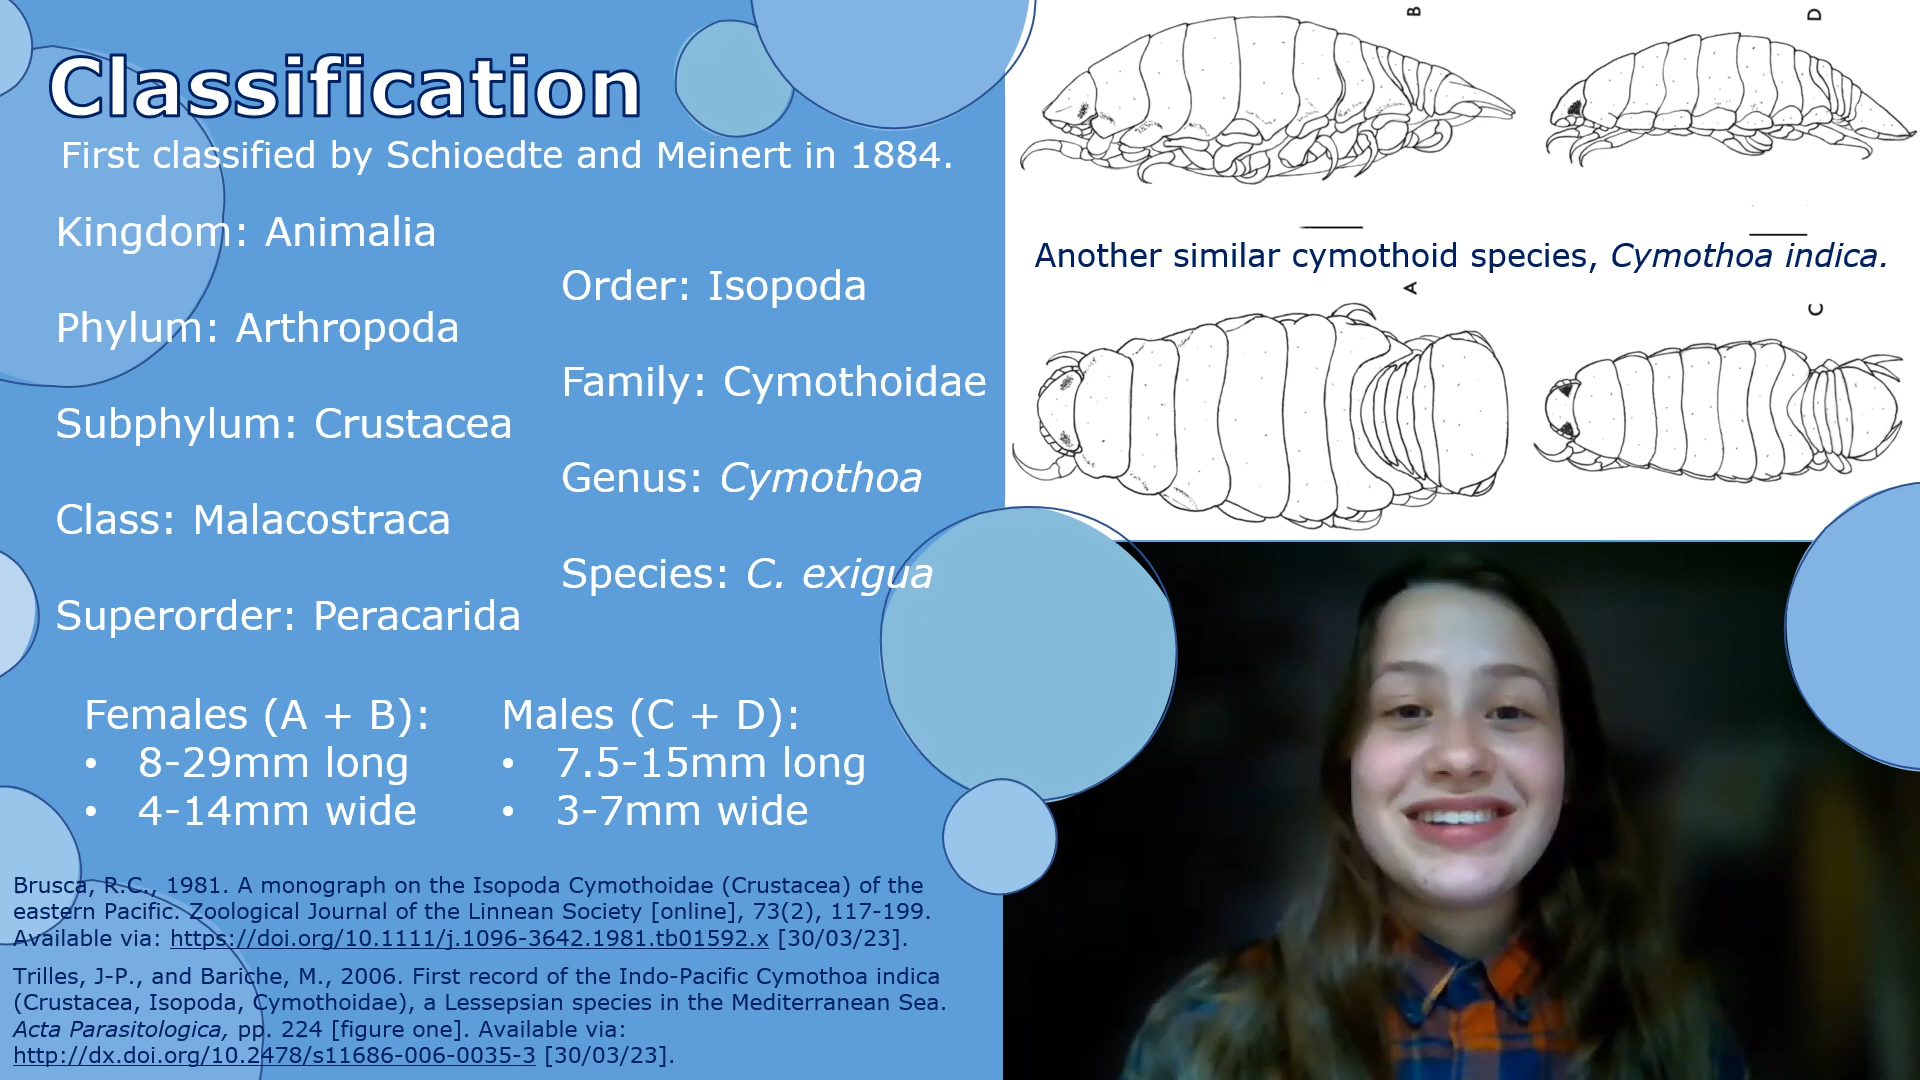 Classification
First classified by Schioedte and Meinert in 1884.
Kingdom: Animalia
Phylum: Arthropoda
Subphylum: Crustacea
Class: Malacostraca
Superorder: Peracarida
Order: Isopoda
Family: Cymothoidae
Genus: Cymothoa
Species: C. exigua
Females (A + B):
• 8-29mm long
• 4-14mm wide
Males (C + D):
• 7.5-15mm long
• 3-7mm wide
Brusca, R.C., 1981. A monograph on the Isopoda Cymothoidae (Crustacea) of the
eastern Pacific. Zoological Journal of the Linnean Society [online], 73(2), 117-199.
Available via: https://doi.org/10.1111/j.1096-3642.1981.tb01592.x [30/03/23].
Trilles, J-P., and Bariche, M., 2006. First record of the Indo-Pacific Cymothoa indica
(Crustacea, Isopoda, Cymothoidae), a Lessepsian species in the Mediterranean Sea.
Acta Parasitologica, pp. 224 [figure one]. Available via:
http://dx.doi.org/10.2478/s11686-006-0035-3 [30/03/23].
B
D
Another similar cymothoid species, Cymothoa indica.
A
C